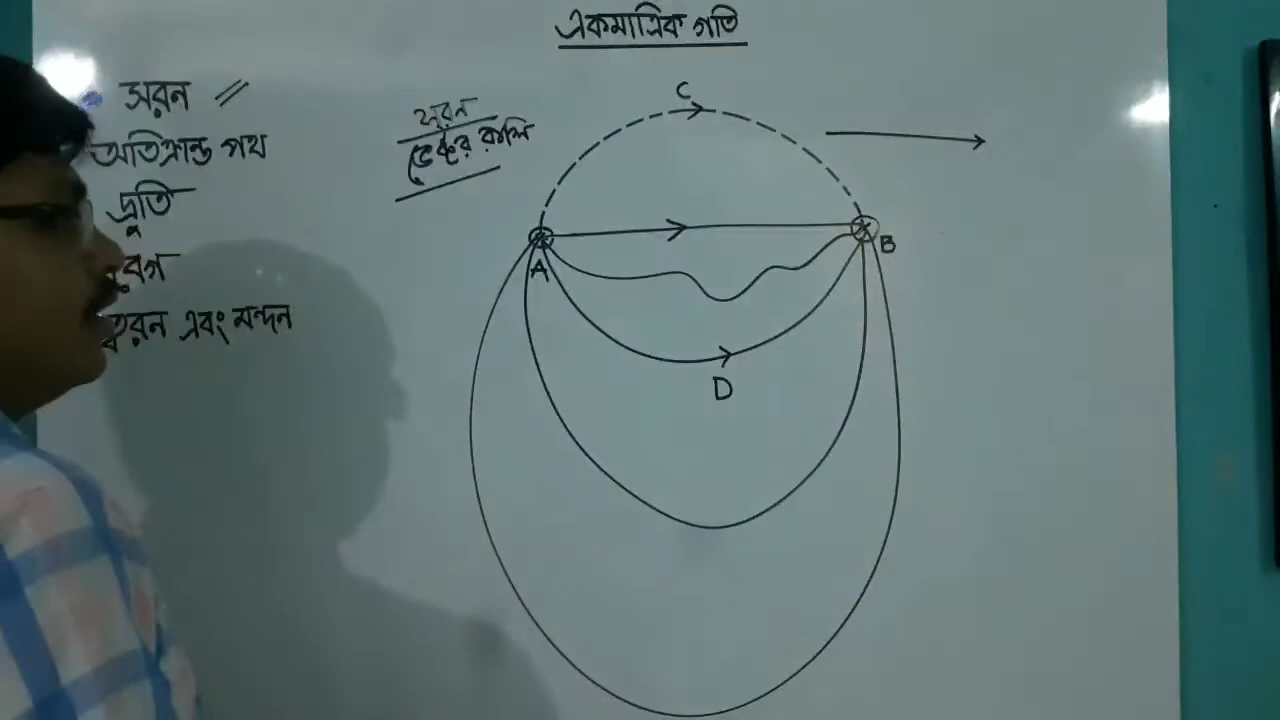 একমাত্রিক গতি
সরন
অতিক্রান্ত পথ
দ্রুতি
বেগ
ত্বরন এবং মন্দন
সরন
ভেক্টর রাশি
C
A
B
D